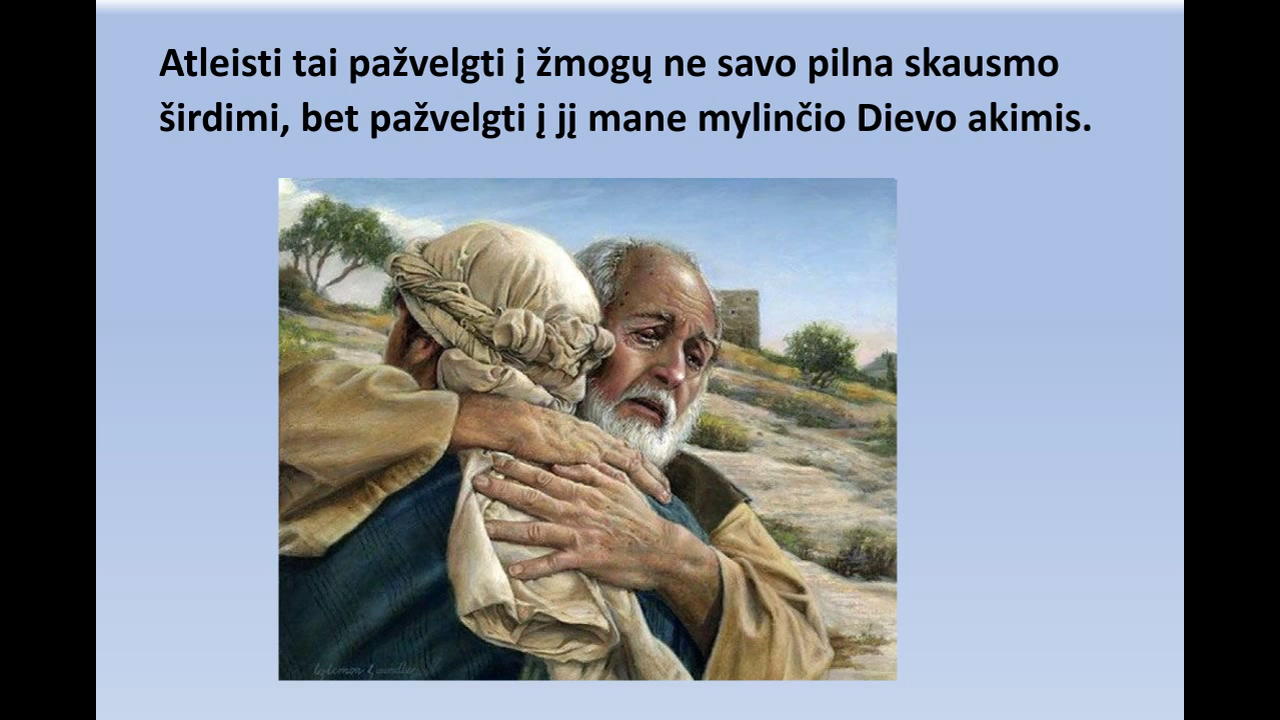 Atleisti tai pažvelgti į žmogų ne savo pilna skausmo
širdimi, bet pažvelgti į jį mane mylinčio Dievo akimis.